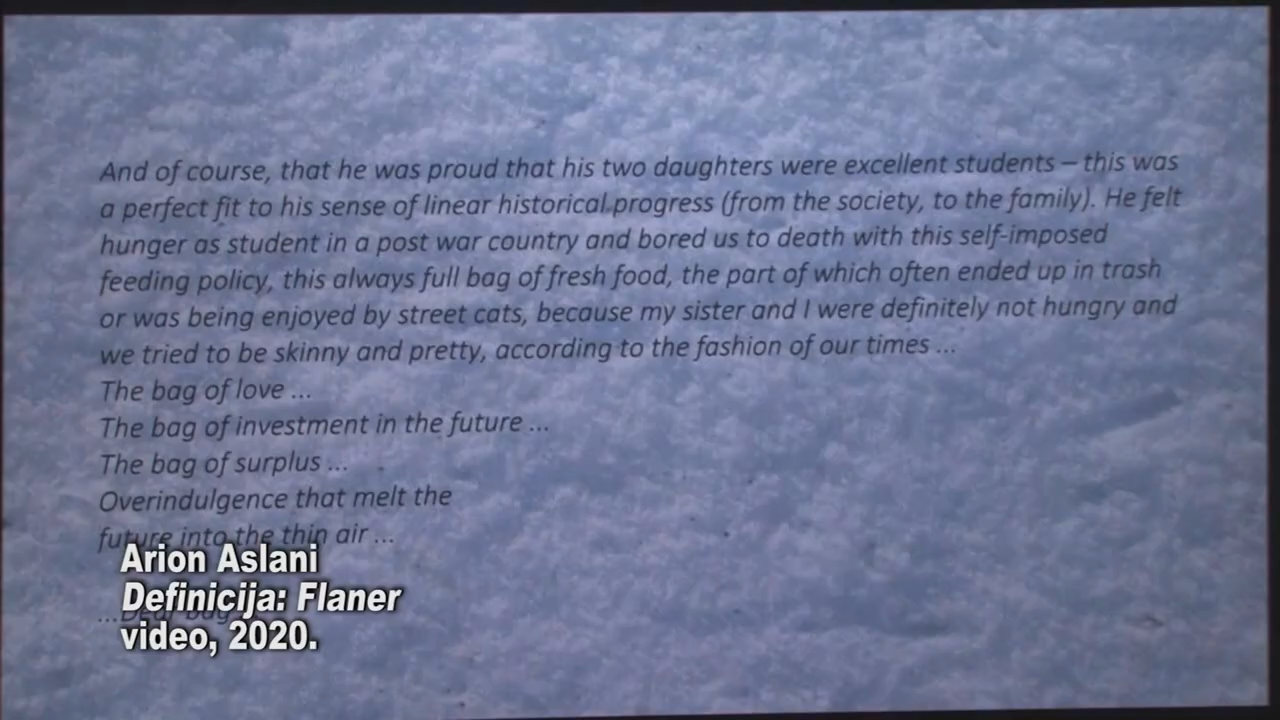 And of course, that he was proud that his two daughters were excellent students – this was
a perfect fit to his sense of linear historical progress (from the society, to the family). He felt
hunger as student in a post war country and bored us to death with this self-imposed
feeding policy, this always full bag of fresh food, the part of which often ended up in trash
or was being enjoyed by street cats, because my sister and I were definitely not hungry and
we tried to be skinny and pretty, according to the fashion of our times ...
The bag of love ...
The bag of investment in the future ...
The bag of surplus ...
Overindulgence that melt the
future into the thin air ...
Arion Aslani
Definicija: Flaner
video, 2020.